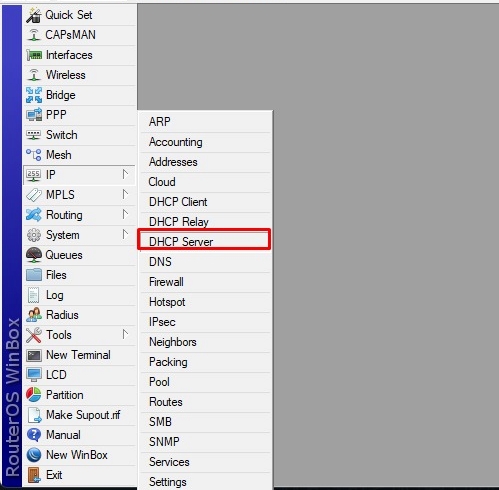 RouterOS WinBox
Quick Set
CAPsMAN
Interfaces
Wireless
Bridge
PPP
Switch
Mesh
IP
MPLS
Routing
System
Queues
Files
Log
Radius
Tools
New Terminal
LCD
Partition
Make Supout.rif
Manual
New WinBox
Exit
ARP
Accounting
Addresses
Cloud
DHCP Client
DHCP Relay
DHCP Server
DNS
Firewall
Hotspot
IPsec
Neighbors
Packing
Pool
Routes
SMB
SNMP
Services
Settings